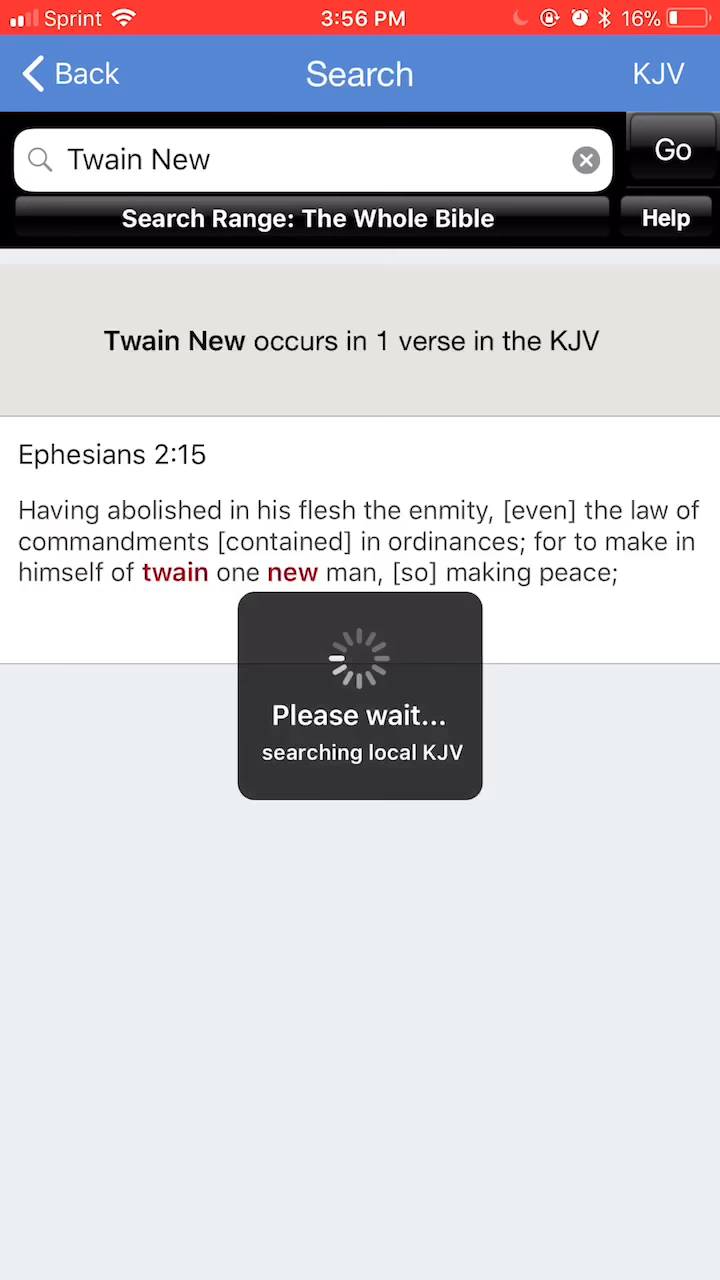 Sprint 3:56 PM 16%
Back Search KJV
Twain New Go
Search Range: The Whole Bible Help
Twain New occurs in 1 verse in the KJV
Ephesians 2:15
Having abolished in his flesh the enmity, [even] the law of
commandments [contained] in ordinances; for to make in
himself of twain one new man, [so] making peace;
Please wait...
searching local KJV